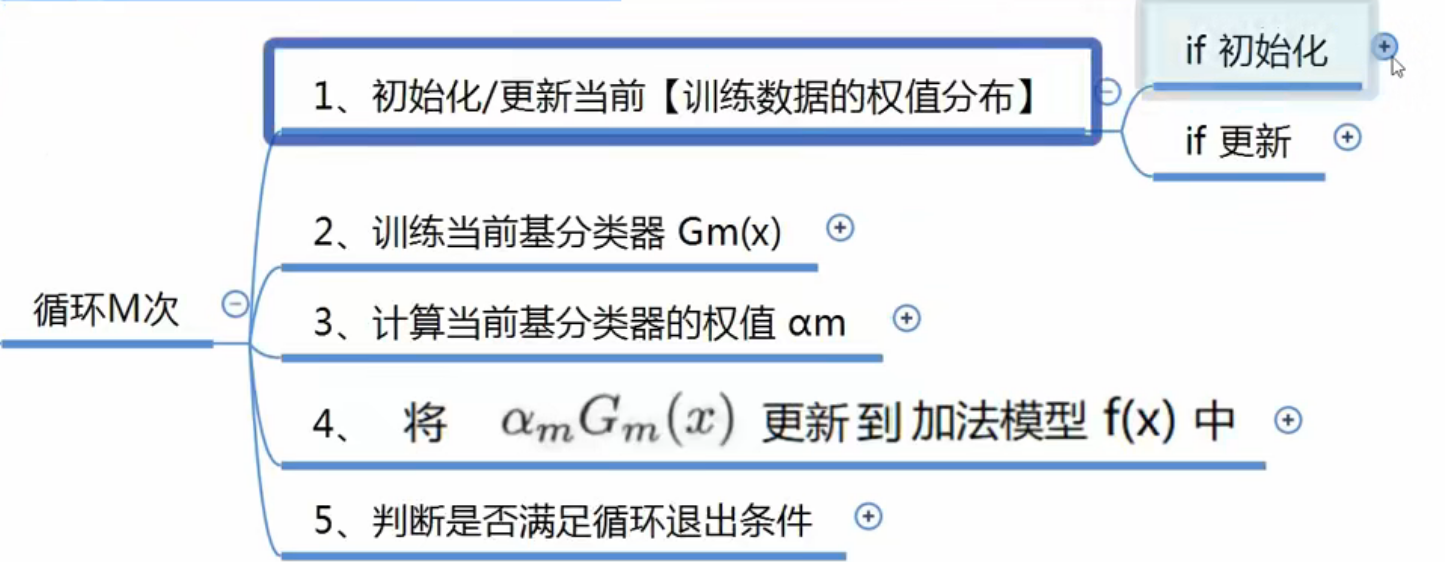 if 初始化
1、初始化/更新当前【训练数据的权值分布】
if 更新
2、训练当前基分类器 Gm(x)
循环M次
3、计算当前基分类器的权值 αm
4、 将 αmGm(x) 更新到加法模型 f(x) 中
5、判断是否满足循环退出条件